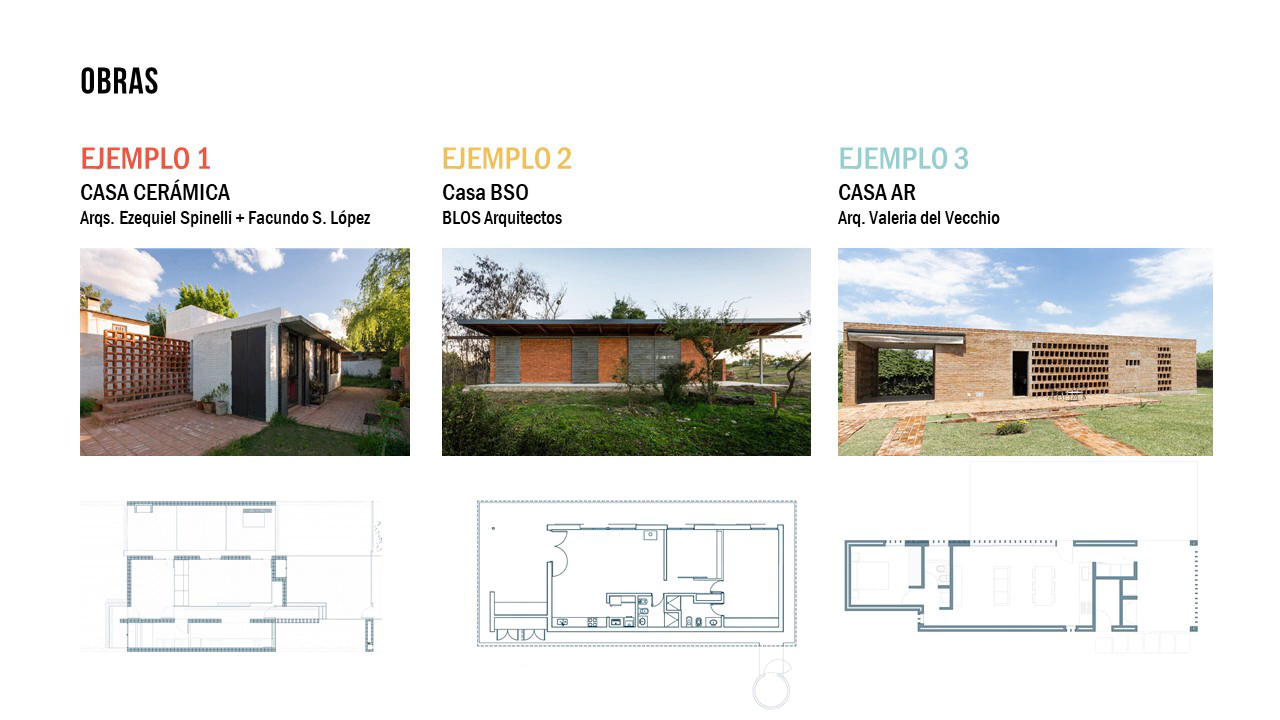 OBRAS
EJEMPLO 1
CASA CERÁMICA
Arqs. Ezequiel Spinelli + Facundo S. López
EJEMPLO 2
Casa BSO
BLOS Arquitectos
EJEMPLO 3
CASA AR
Arq. Valeria del Vecchio